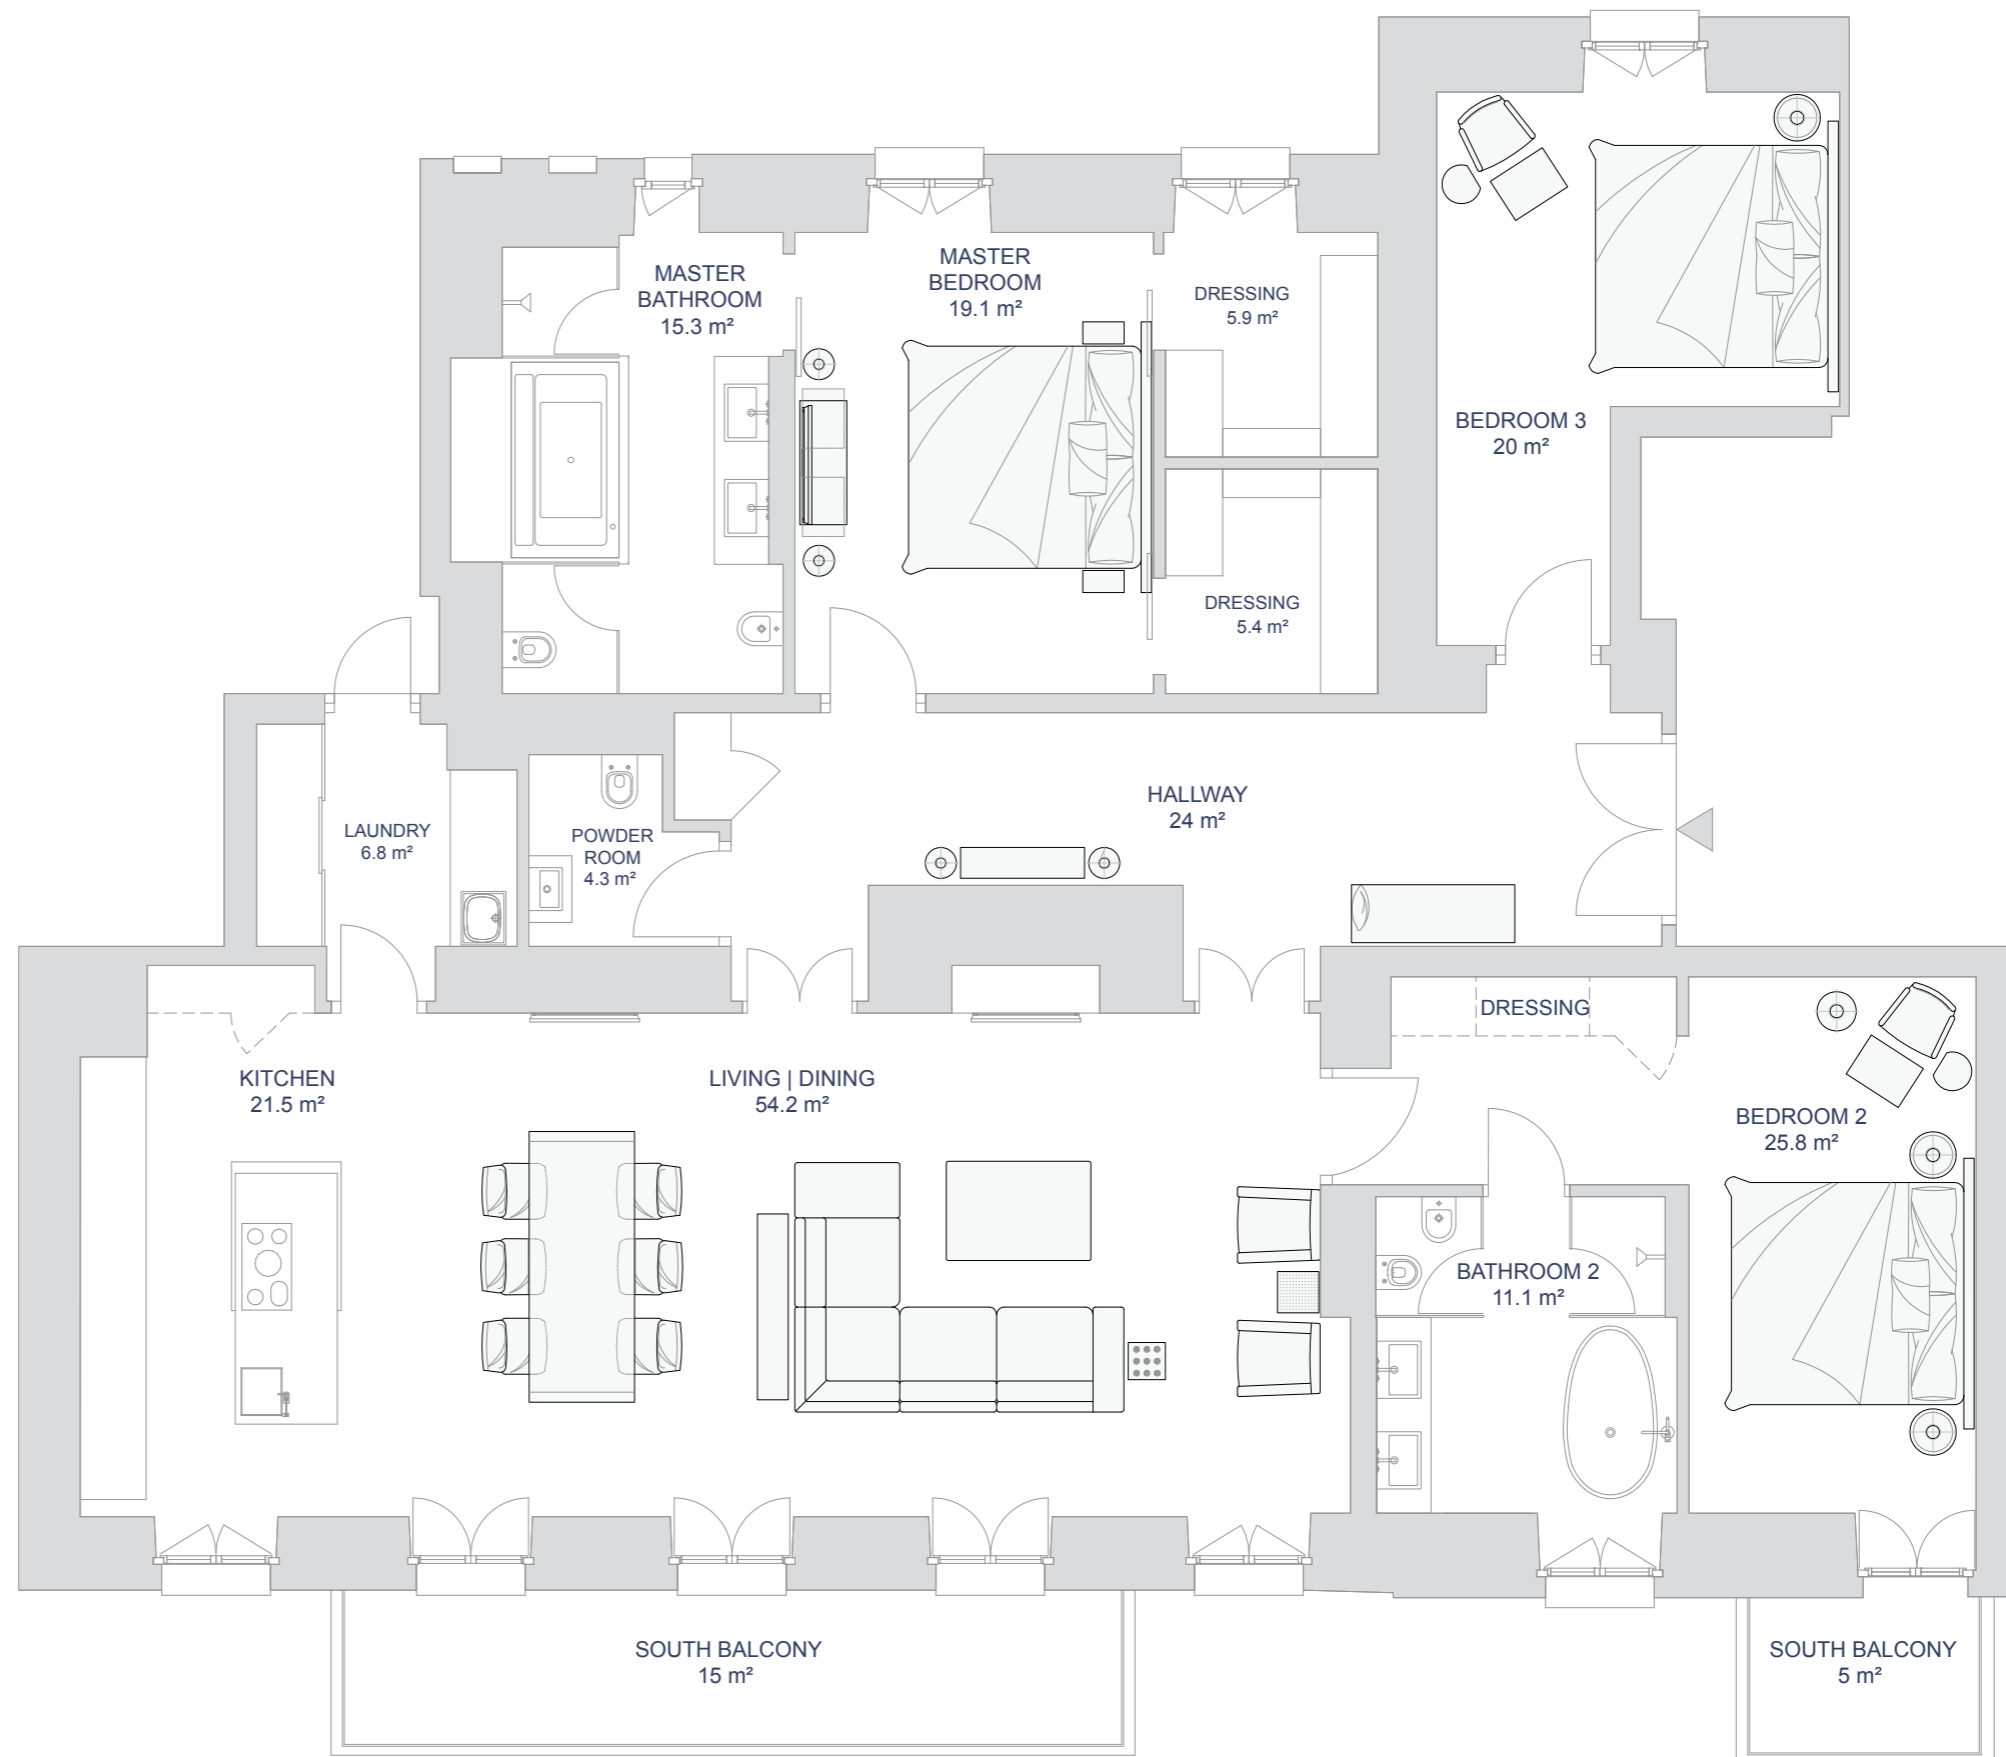 MASTER
BATHROOM
15.3 m²
MASTER
BEDROOM
19.1 m²
DRESSING
5.9 m²
BEDROOM 3
20 m²
DRESSING
5.4 m²
HALLWAY
24 m²
LAUNDRY
6.8 m²
POWDER
ROOM
4.3 m²
DRESSING
KITCHEN
21.5 m²
LIVING | DINING
54.2 m²
BEDROOM 2
25.8 m²
BATHROOM 2
11.1 m²
SOUTH BALCONY
15 m²
SOUTH BALCONY
5 m²